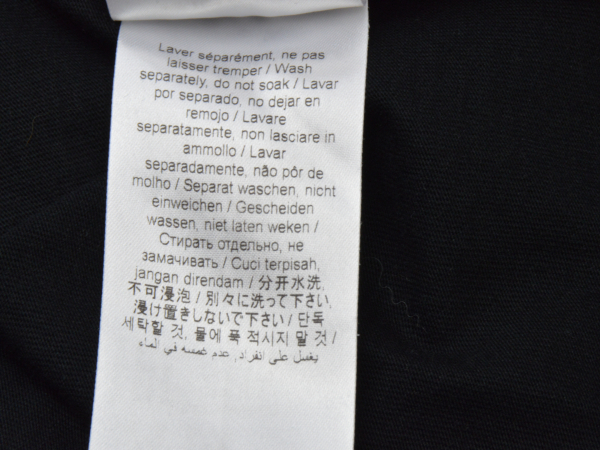 Laver séparément, ne pas
laisser tremper / Wash
separately, do not soak / Lavar
por separado, no dejar en
remojo / Lavare
separatamente, non lasciare in
ammollo / Lavar
separadamente, não pôr de
molho / Separat waschen, nicht
einweichen / Gescheiden
wassen, niet laten weken /
Стирать отдельно, не
замачивать / Cuci terpisah,
jangan direndam / 分开水洗,
不可浸泡 / 別々に洗って下さい,
浸け置きしないで下さい / 단독
세탁할 것, 물에 푹 적시지 말 것 /
يغسل على انفراد, عدم غمسه في الماء